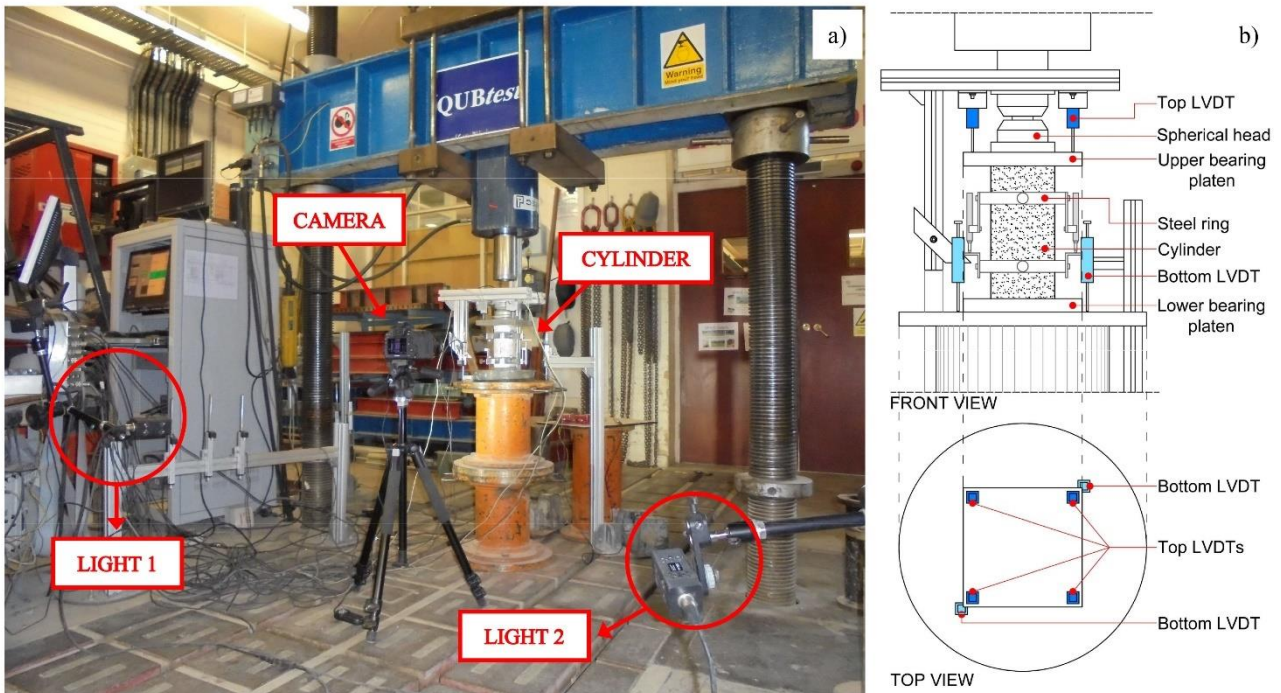 a)
QUBtest
Warning
CAMERA
CYLINDER
LIGHT 1
LIGHT 2
b)
Top LVDT
Spherical head
Upper bearing
platen
Steel ring
Cylinder
Bottom LVDT
Lower bearing
platen
FRONT VIEW
Bottom LVDT
Top LVDTs
Bottom LVDT
TOP VIEW